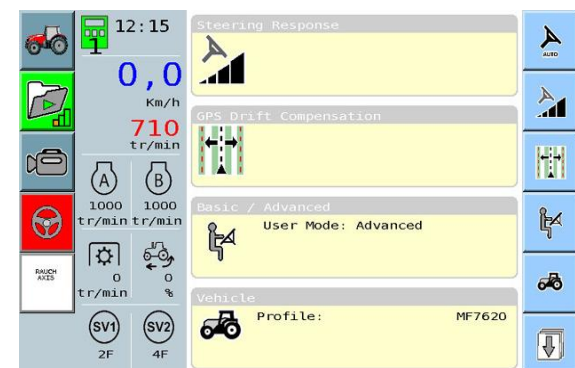 12:15
1
0,0
Km/h
710
tr/min
A
B
1000
1000
tr/min
tr/min
0
0
tr/min
%
SV1
SV2
2F
4F
RAUCH
AXIS
Steering Response
GPS Drift Compensation
Basic / Advanced
User Mode: Advanced
Vehicle
Profile: MF7620
AUTO